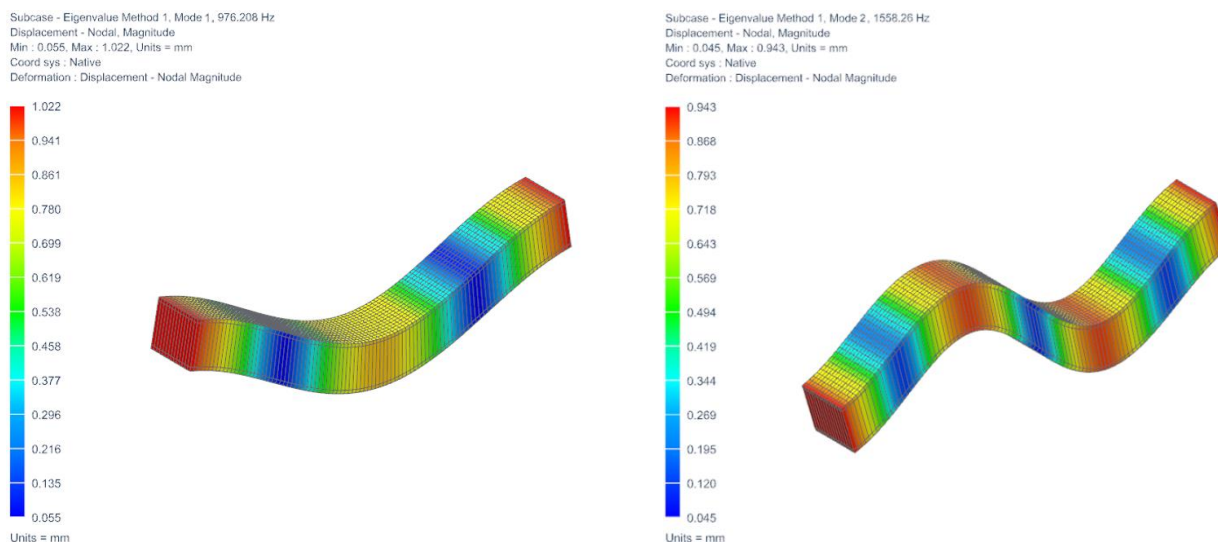 Subcase - Eigenvalue Method 1, Mode 1, 976.208 Hz
Displacement - Nodal, Magnitude
Min : 0.055, Max : 1.022, Units = mm
Coord sys : Native
Deformation : Displacement - Nodal Magnitude
1.022
0.941
0.861
0.780
0.699
0.619
0.538
0.458
0.377
0.296
0.216
0.135
0.055
Units = mm
Subcase - Eigenvalue Method 1, Mode 2, 1558.26 Hz
Displacement - Nodal, Magnitude
Min : 0.045, Max : 0.943, Units = mm
Coord sys : Native
Deformation : Displacement - Nodal Magnitude
0.943
0.868
0.793
0.718
0.643
0.569
0.494
0.419
0.344
0.269
0.195
0.120
0.045
Units = mm